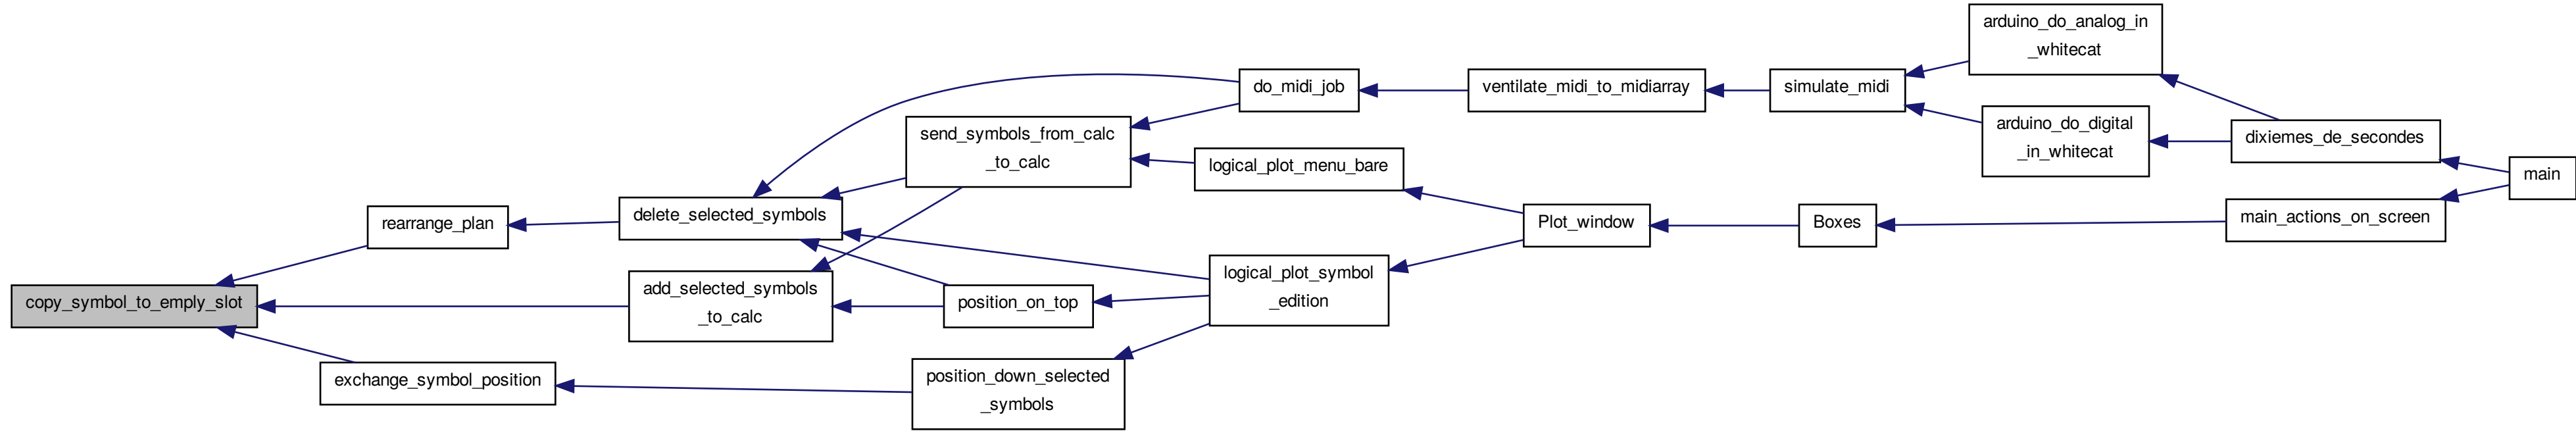 copy_symbol_to_emply_slot
rearrange_plan
exchange_symbol_position
delete_selected_symbols
add_selected_symbols
_to_calc
send_symbols_from_calc
_to_calc
position_on_top
position_down_selected
_symbols
do_midi_job
logical_plot_menu_bare
logical_plot_symbol
_edition
ventilate_midi_to_midiarray
Plot_window
simulate_midi
Boxes
arduino_do_analog_in
_whitecat
arduino_do_digital
_in_whitecat
dixiemes_de_secondes
main_actions_on_screen
main